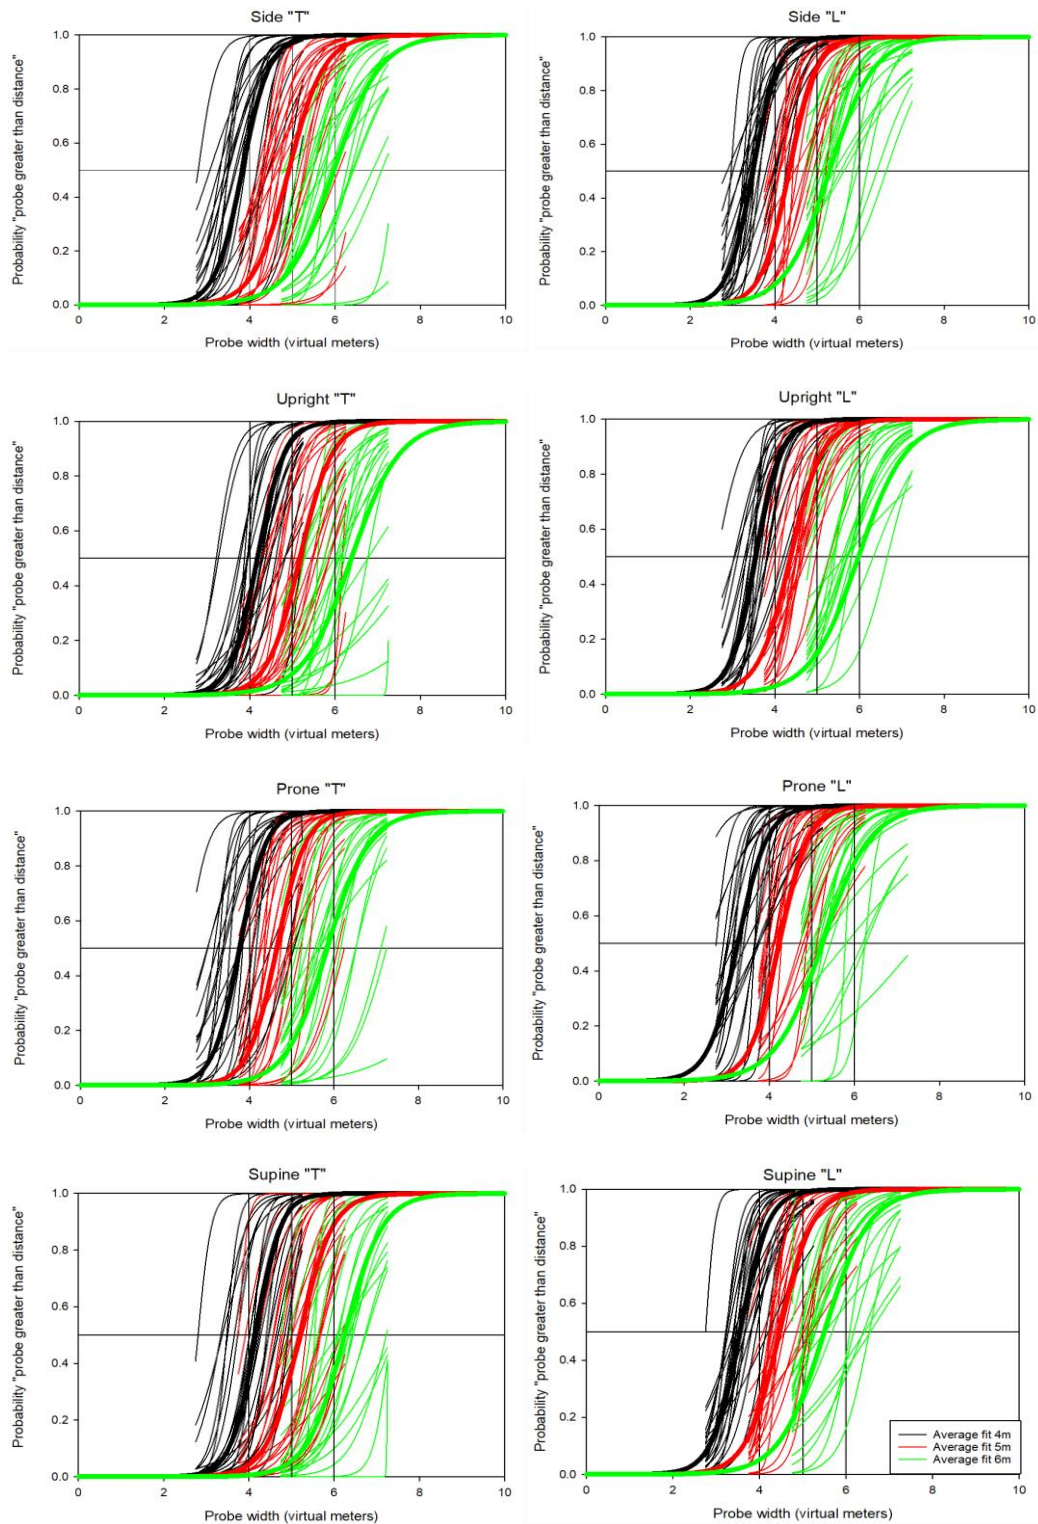 Side "T"
Probability "probe greater than distance"
1.0
0.8
0.6
0.4
0.2
0.0
0 2 4 6 8 10
Probe width (virtual meters)
Side "L"
Probability "probe greater than distance"
1.0
0.8
0.6
0.4
0.2
0.0
0 2 4 6 8 10
Probe width (virtual meters)
Upright "T"
Probability "probe greater than distance"
1.0
0.8
0.6
0.4
0.2
0.0
0 2 4 6 8 10
Probe width (virtual meters)
Upright "L"
Probability "probe greater than distance"
1.0
0.8
0.6
0.4
0.2
0.0
0 2 4 6 8 10
Probe width (virtual meters)
Prone "T"
Probability "probe greater than distance"
1.0
0.8
0.6
0.4
0.2
0.0
0 2 4 6 8 10
Probe width (virtual meters)
Prone "L"
Probability "probe greater than distance"
1.0
0.8
0.6
0.4
0.2
0.0
0 2 4 6 8 10
Probe width (virtual meters)
Supine "T"
Probability "probe greater than distance"
1.0
0.8
0.6
0.4
0.2
0.0
0 2 4 6 8 10
Probe width (virtual meters)
Supine "L"
Probability "probe greater than distance"
1.0
0.8
0.6
0.4
0.2
0.0
0 2 4 6 8 10
Probe width (virtual meters)
Average fit 4m
Average fit 5m
Average fit 6m